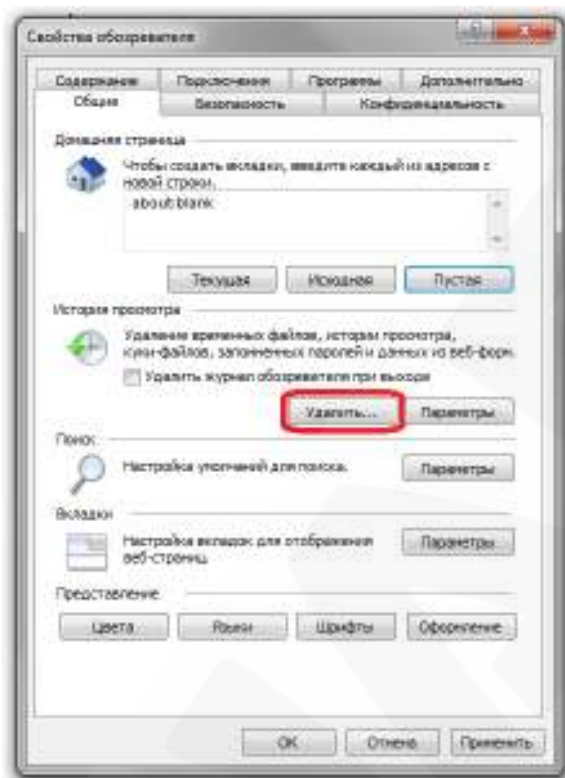 Свойства обозревателя
Содержание Подключения Программы Дополнительно
Общие Безопасность Конфиденциальность
Домашняя страница
Чтобы создать вкладки, введите каждый из адресов с
новой строки.
about:blank
Текущая Исходная Пустая
История просмотра
Удаление временных файлов, истории просмотра,
куки-файлов, запомненных паролей и данных из веб-форм.
Удалить журнал обозревателя при выходе
Удалить... Параметры
Поиск
Настройка умолчаний для поиска. Параметры
Вкладки
Настройка вкладок для отображения
веб-страниц. Параметры
Представление
Цвета Языки Шрифты Оформление
ОК Отмена Применить